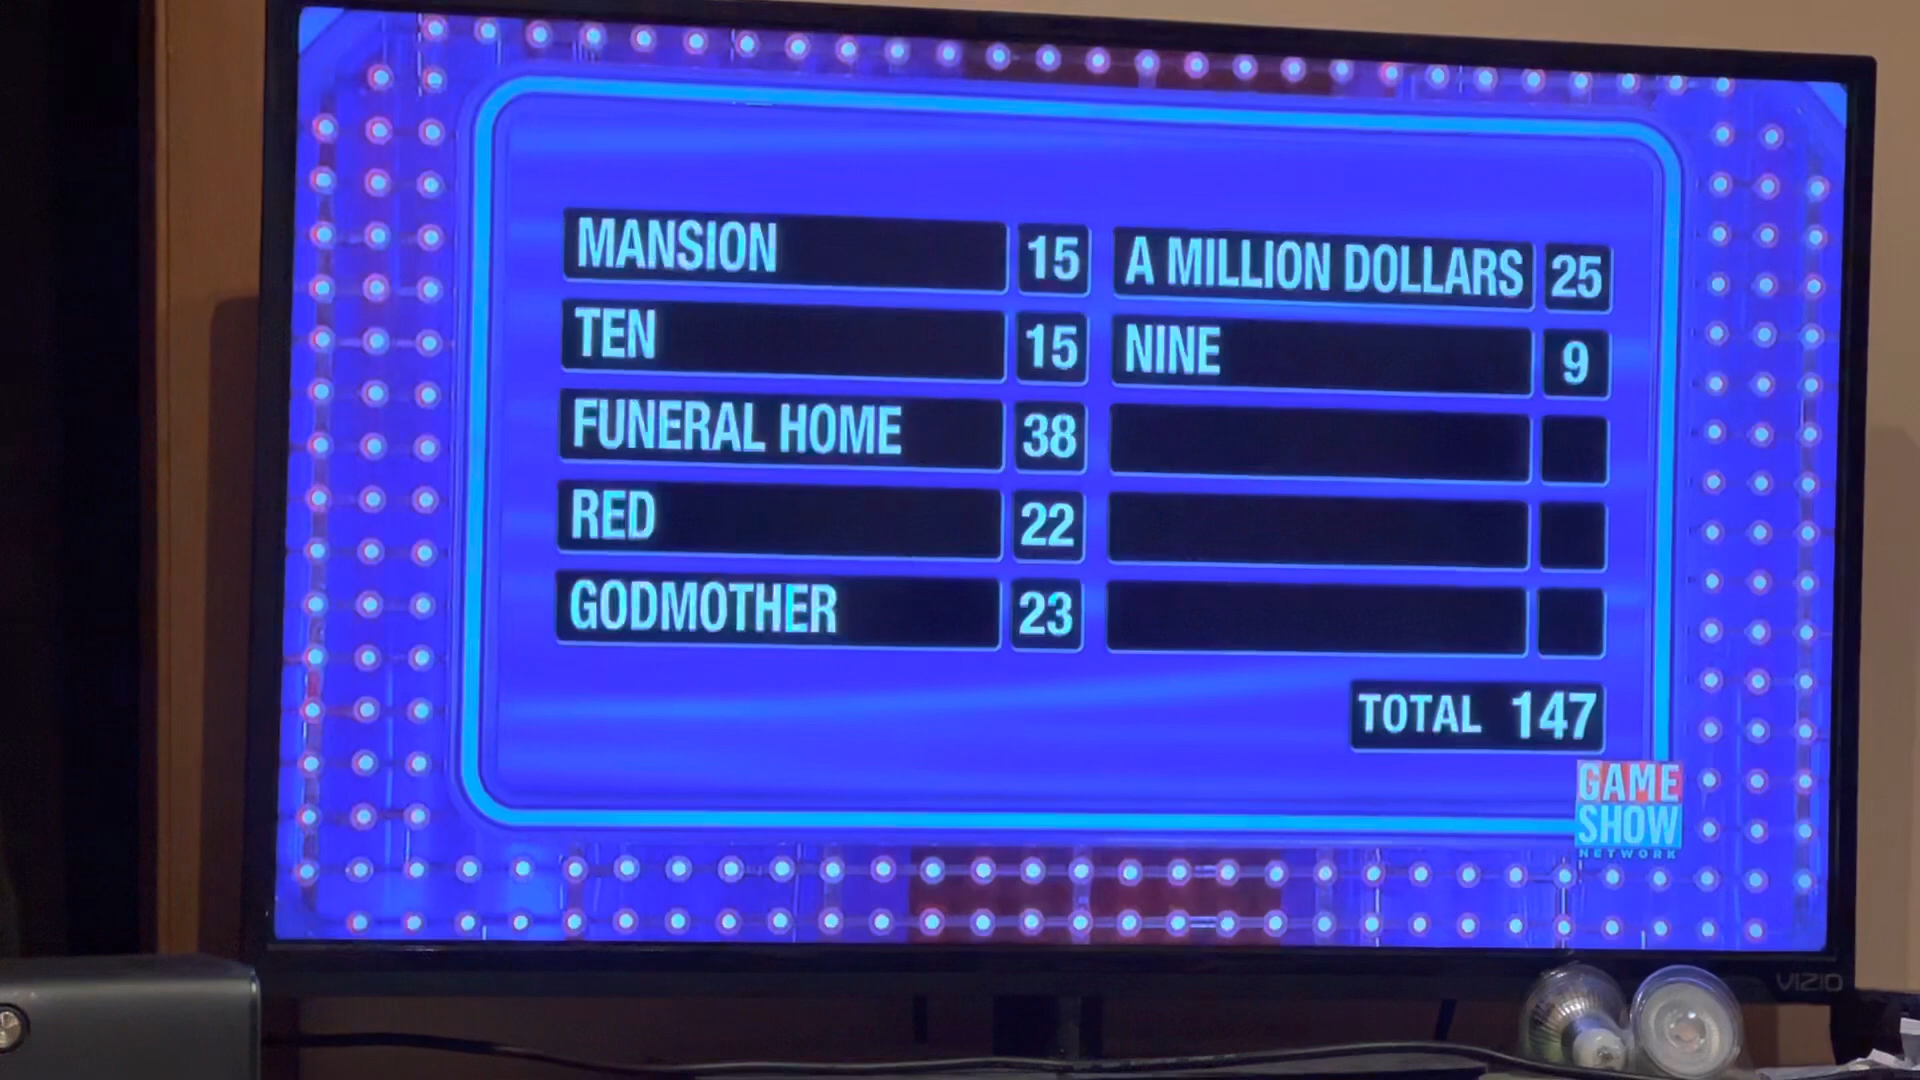 MANSION 15
TEN 15
FUNERAL HOME 38
RED 22
GODMOTHER 23
A MILLION DOLLARS 25
NINE 9
TOTAL 147
GAME
SHOW
NETWORK
VIZIO